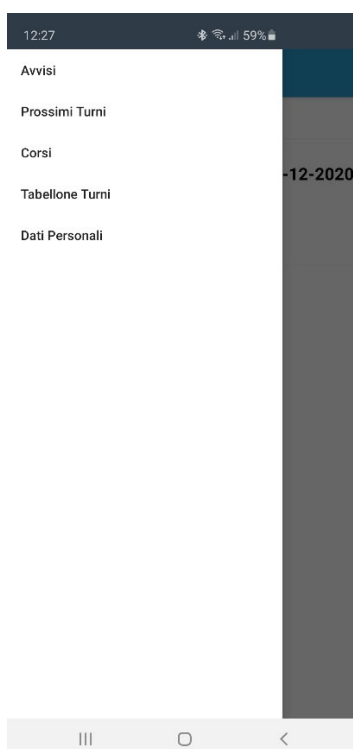 12:27 59%
Avvisi
Prossimi Turni
Corsi
-12-2020
Tabellone Turni
Dati Personali